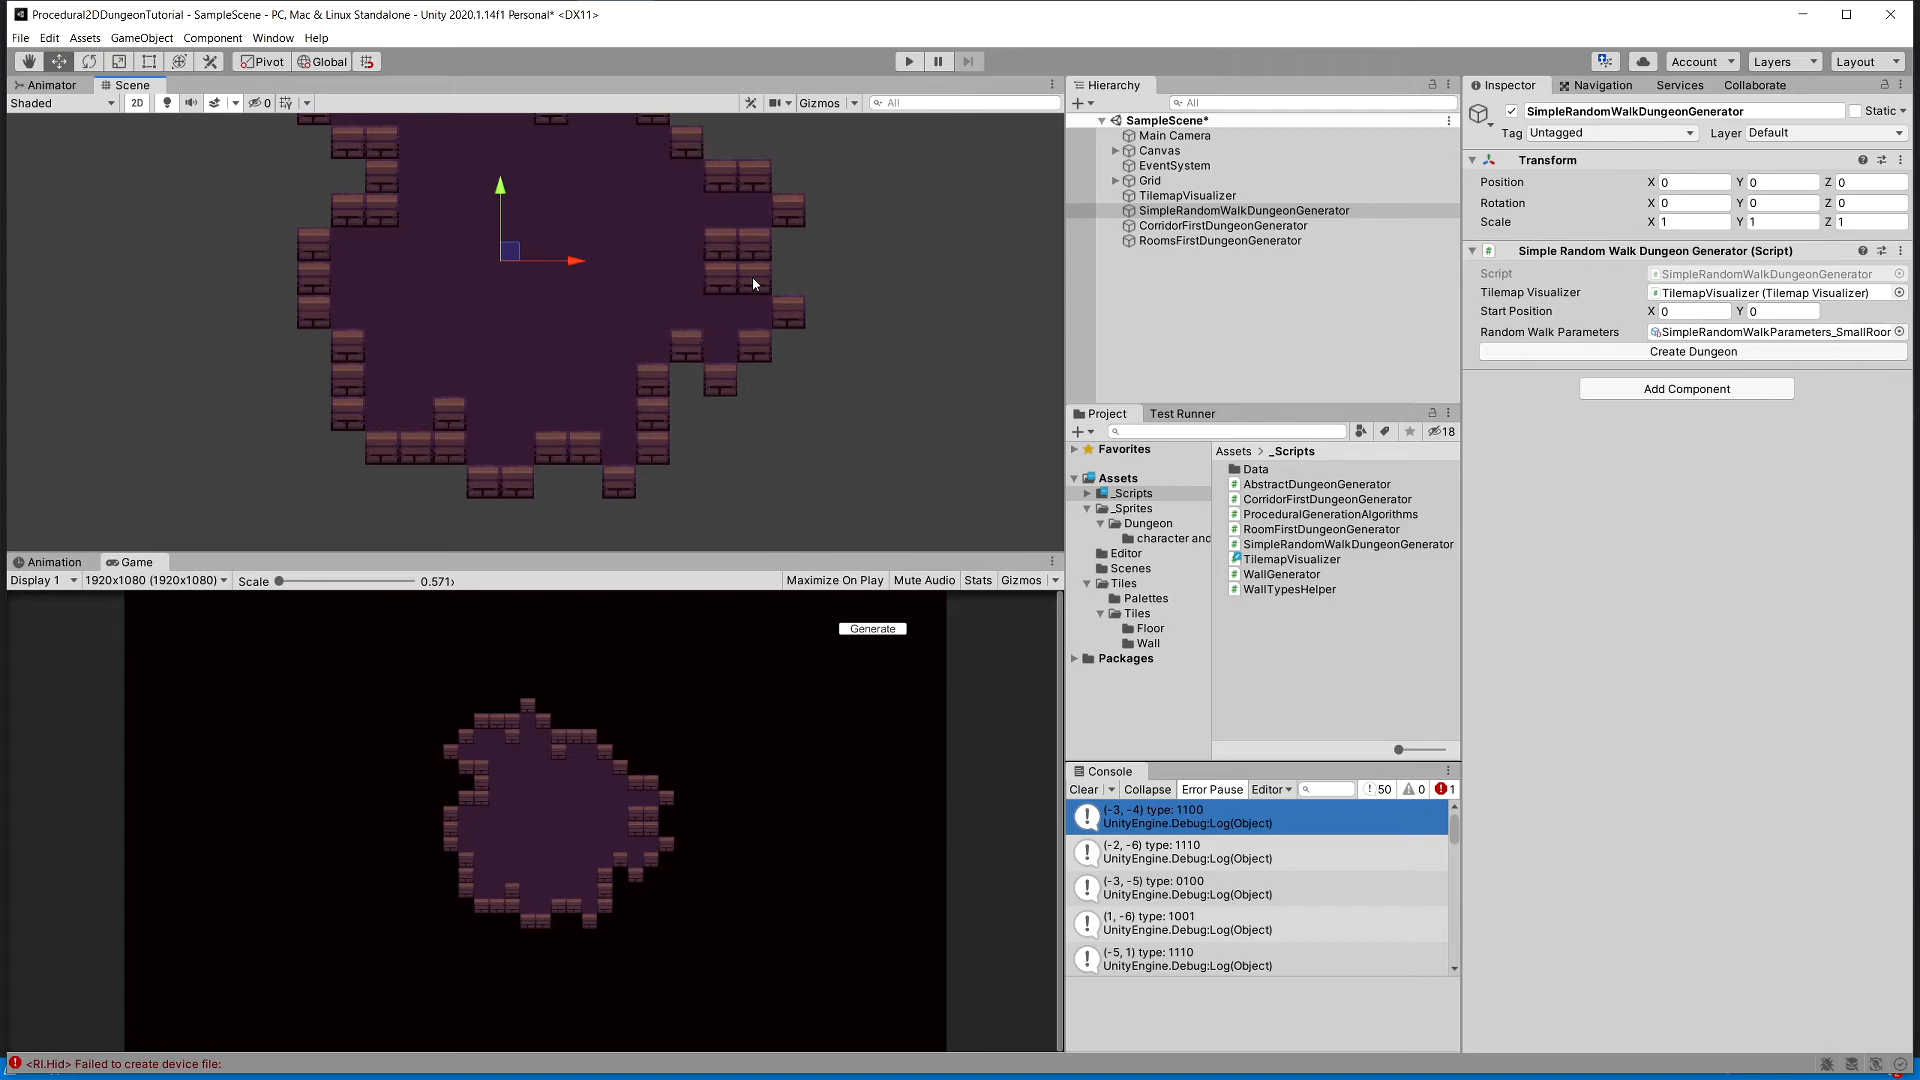 Procedural2DDungeonTutorial - SampleScene - PC, Mac & Linux Standalone - Unity 2020.1.14f1 Personal* <DX11>
File Edit Assets GameObject Component Window Help
Pivot Global Account Layers Layout
Animator Scene
Shaded 2D 0 Gizmos All
Hierarchy
All
SampleScene*
Main Camera
Canvas
EventSystem
Grid
TilemapVisualizer
SimpleRandomWalkDungeonGenerator
CorridorFirstDungeonGenerator
RoomsFirstDungeonGenerator
Inspector Navigation Services Collaborate
SimpleRandomWalkDungeonGenerator Static
Tag Untagged Layer Default
Transform
Position X 0 Y 0 Z 0
Rotation X 0 Y 0 Z 0
Scale X 1 Y 1 Z 1
Simple Random Walk Dungeon Generator (Script)
Script SimpleRandomWalkDungeonGenerator
Tilemap Visualizer TilemapVisualizer (Tilemap Visualizer)
Start Position X 0 Y 0
Random Walk Parameters SimpleRandomWalkParameters_SmallRoor
Create Dungeon
Add Component
Project Test Runner
18
Favorites
Assets
_Scripts
_Sprites
Dungeon
character and
Editor
Scenes
Tiles
Palettes
Tiles
Floor
Wall
Packages
Assets > _Scripts
Data
AbstractDungeonGenerator
CorridorFirstDungeonGenerator
ProceduralGenerationAlgorithms
RoomFirstDungeonGenerator
SimpleRandomWalkDungeonGenerator
TilemapVisualizer
WallGenerator
WallTypesHelper
Animation Game
Display 1 1920x1080 (1920x1080) Scale 0.571x Maximize On Play Mute Audio Stats Gizmos
Generate
Console
Clear Collapse Error Pause Editor 50 0 1
(-3, -4) type: 1100
UnityEngine.Debug:Log(Object)
(-2, -6) type: 1110
UnityEngine.Debug:Log(Object)
(-3, -5) type: 0100
UnityEngine.Debug:Log(Object)
(1, -6) type: 1001
UnityEngine.Debug:Log(Object)
(-5, 1) type: 1110
UnityEngine.Debug:Log(Object)
<RI.Hid> Failed to create device file: